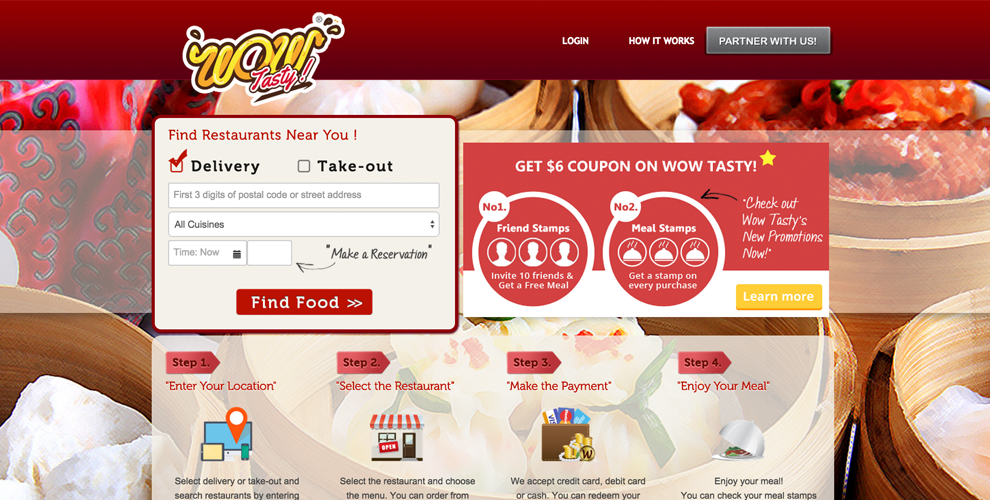 WOW
Tasty!
®
LOGIN
HOW IT WORKS
PARTNER WITH US!
Find Restaurants Near You !
Delivery
Take-out
First 3 digits of postal code or street address
All Cuisines
Time: Now
"Make a Reservation"
Find Food >>
GET $6 COUPON ON WOW TASTY!
No1.
Friend Stamps
Invite 10 friends &
Get a Free Meal
No2.
Meal Stamps
Get a stamp on
every purchase
"Check out
Wow Tasty's
New Promotions
Now!"
Learn more
Step 1.
"Enter Your Location"
Select delivery or take-out and
search restaurants by entering
Step 2.
"Select the Restaurant"
OPEN
Select the restaurant and choose
the menu. You can order from
Step 3.
"Make the Payment"
VISA
W
We accept credit card, debit card
or cash. You can redeem your
Step 4.
"Enjoy Your Meal"
Enjoy your meal!
You can check your meal stamps